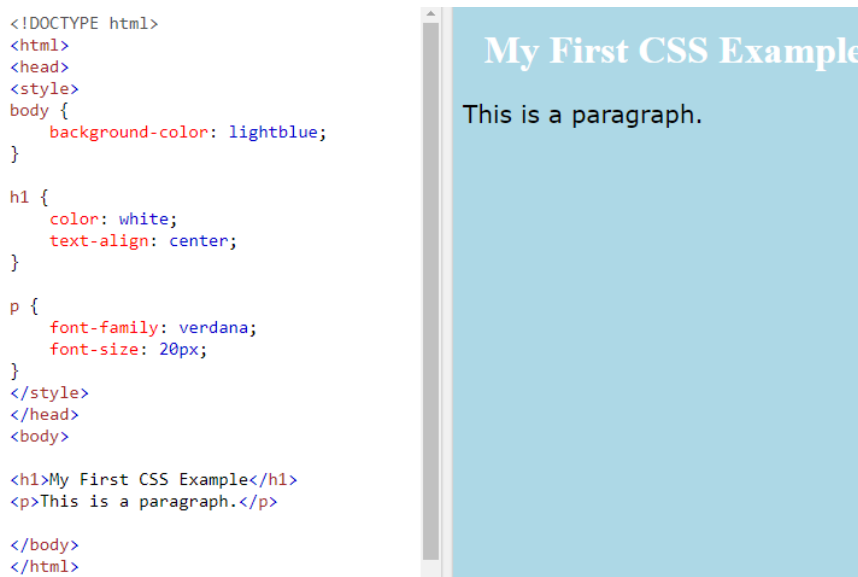 <!DOCTYPE html>
<html>
<head>
<style>
body {
    background-color: lightblue;
}

h1 {
    color: white;
    text-align: center;
}

p {
    font-family: verdana;
    font-size: 20px;
}
</style>
</head>
<body>

<h1>My First CSS Example</h1>
<p>This is a paragraph.</p>

</body>
</html>
My First CSS Example
This is a paragraph.